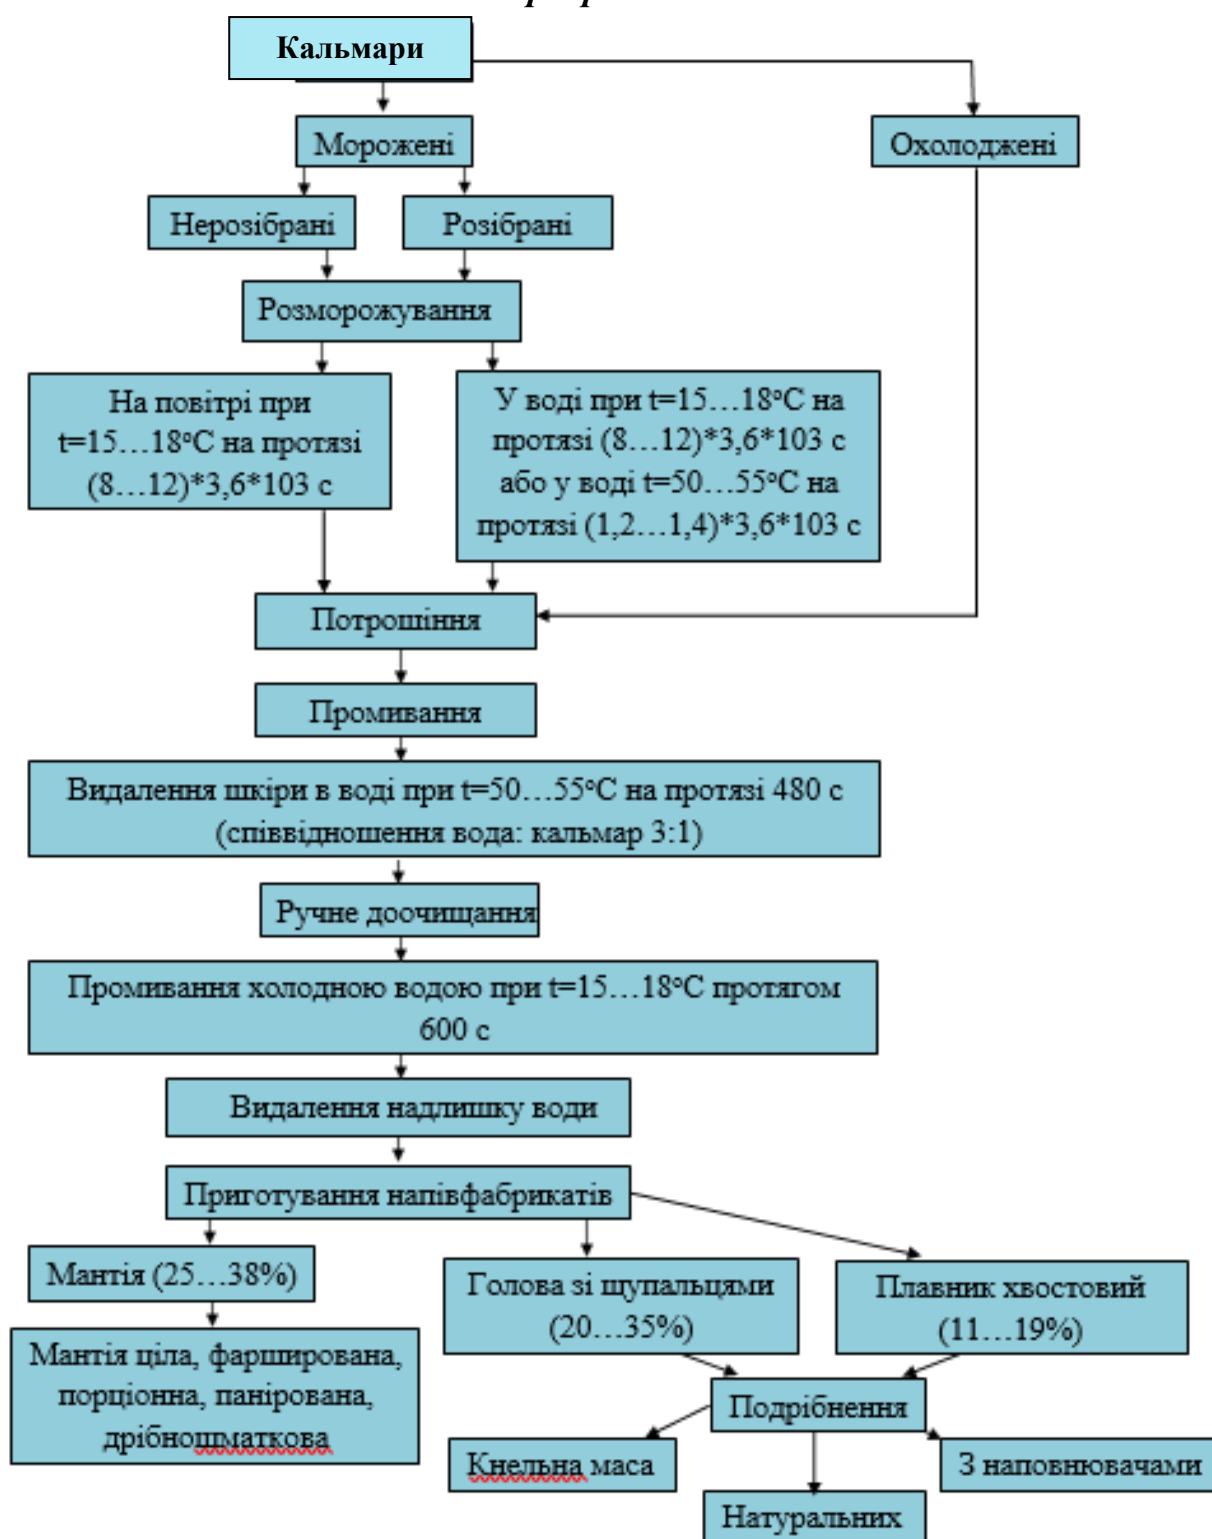 Кальмари
Морожені
Охолоджені
Нерозібрані
Розібрані
Розморожування
На повітрі при
t=15…18°С на протязі
(8…12)*3,6*103 с
У воді при t=15…18°С на
протязі (8…12)*3,6*103 с
або у воді t=50…55°С на
протязі (1,2…1,4)*3,6*103 с
Потрошіння
Промивання
Видалення шкіри в воді при t=50…55°С на протязі 480 с
(співвідношення вода: кальмар 3:1)
Ручне доочищання
Промивання холодною водою при t=15…18°С протягом
600 с
Видалення надлишку води
Приготування напівфабрикатів
Мантія (25…38%)
Голова зі щупальцями
(20…35%)
Плавник хвостовий
(11…19%)
Мантія ціла, фарширована,
порціонна, панірована,
дрібношматкова
Подрібнення
Кнельна маса
З наповнювачами
Натуральних